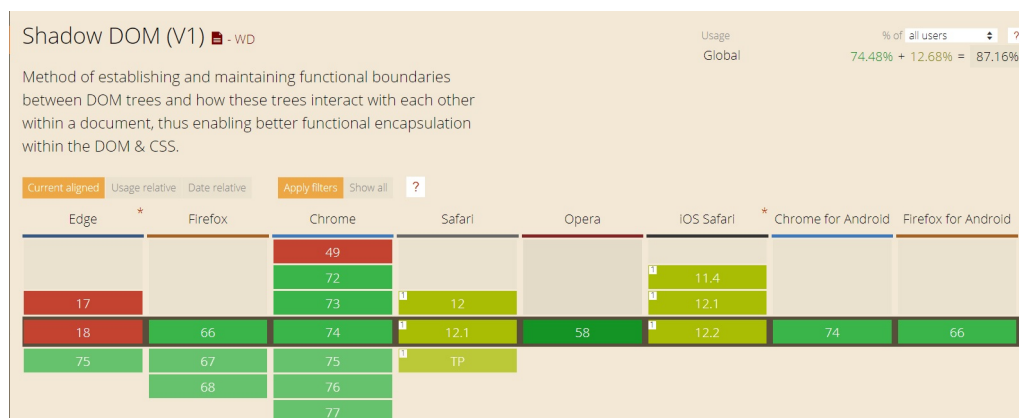 Shadow DOM (V1) - WD
Usage % of all users ?
Global 74.48% + 12.68% = 87.16%
Method of establishing and maintaining functional boundaries
between DOM trees and how these trees interact with each other
within a document, thus enabling better functional encapsulation
within the DOM & CSS.
Current aligned Usage relative Date relative Apply filters Show all ?
Edge * Firefox Chrome Safari Opera iOS Safari * Chrome for Android Firefox for Android
49
72 1 11.4
17 73 1 12 1 12.1
18 66 74 1 12.1 58 1 12.2 74 66
75 67 75 1 TP
68 76
77